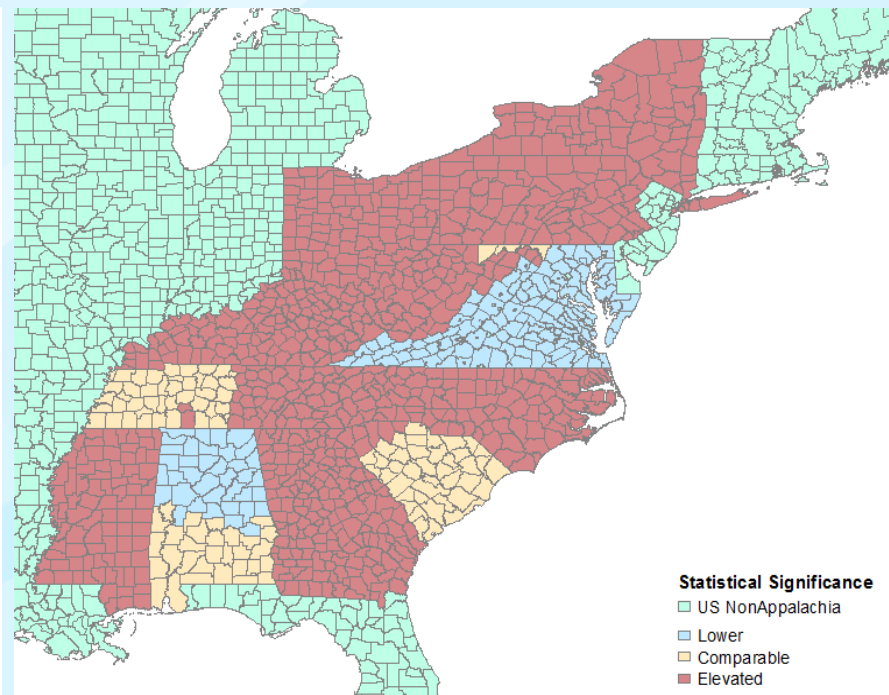 Statistical Significance
US NonAppalachia
Lower
Comparable
Elevated